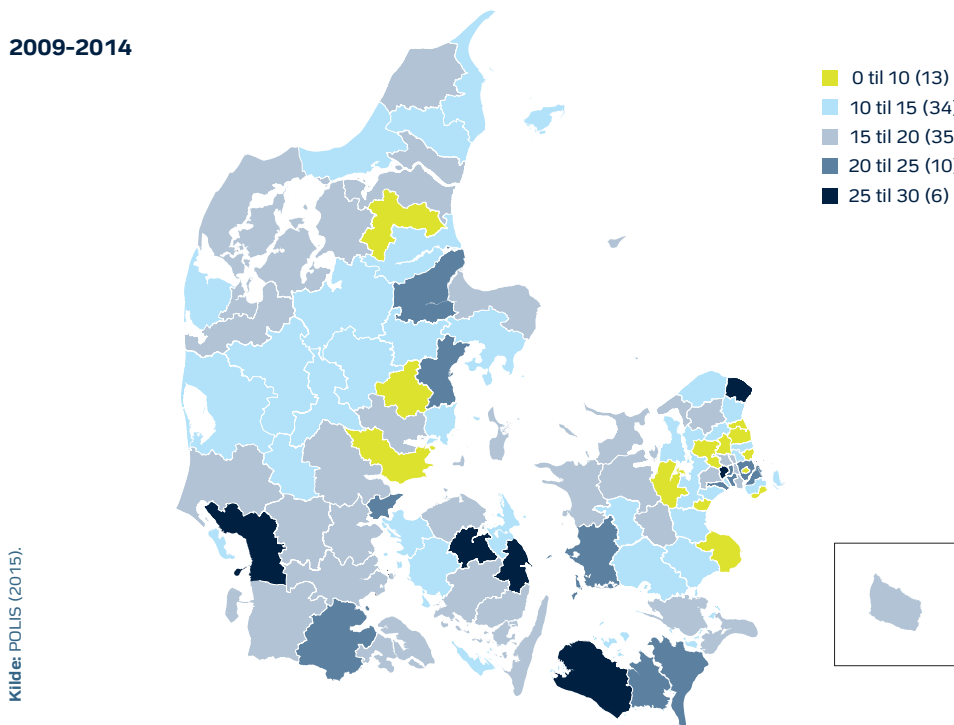 2009-2014
0 til 10 (13)
10 til 15 (34)
15 til 20 (35
20 til 25 (10)
25 til 30 (6)
Kilde: POLIS (2015).